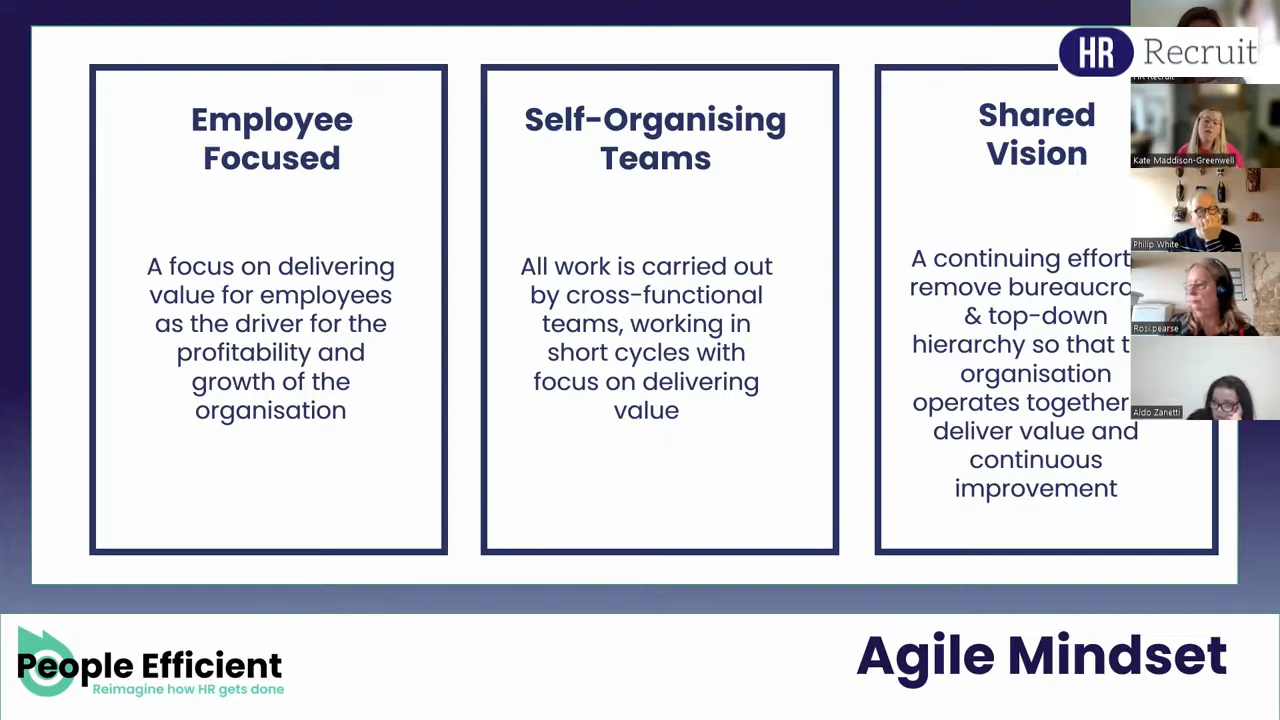 HR Recruit
Employee
Focused
A focus on delivering
value for employees
as the driver for the
profitability and
growth of the
organisation
Self-Organising
Teams
All work is carried out
by cross-functional
teams, working in
short cycles with
focus on delivering
value
Shared
Vision
A continuing effort
remove
& top-down
hierarchy so that
organisation
operates together
deliver value and
continuous
improvement
HR Recruit
Kate Maddison-Greenwell
Philip White
Rosi pearse
Aldo Zanetti
People Efficient
Reimagine how HR gets done
Agile Mindset